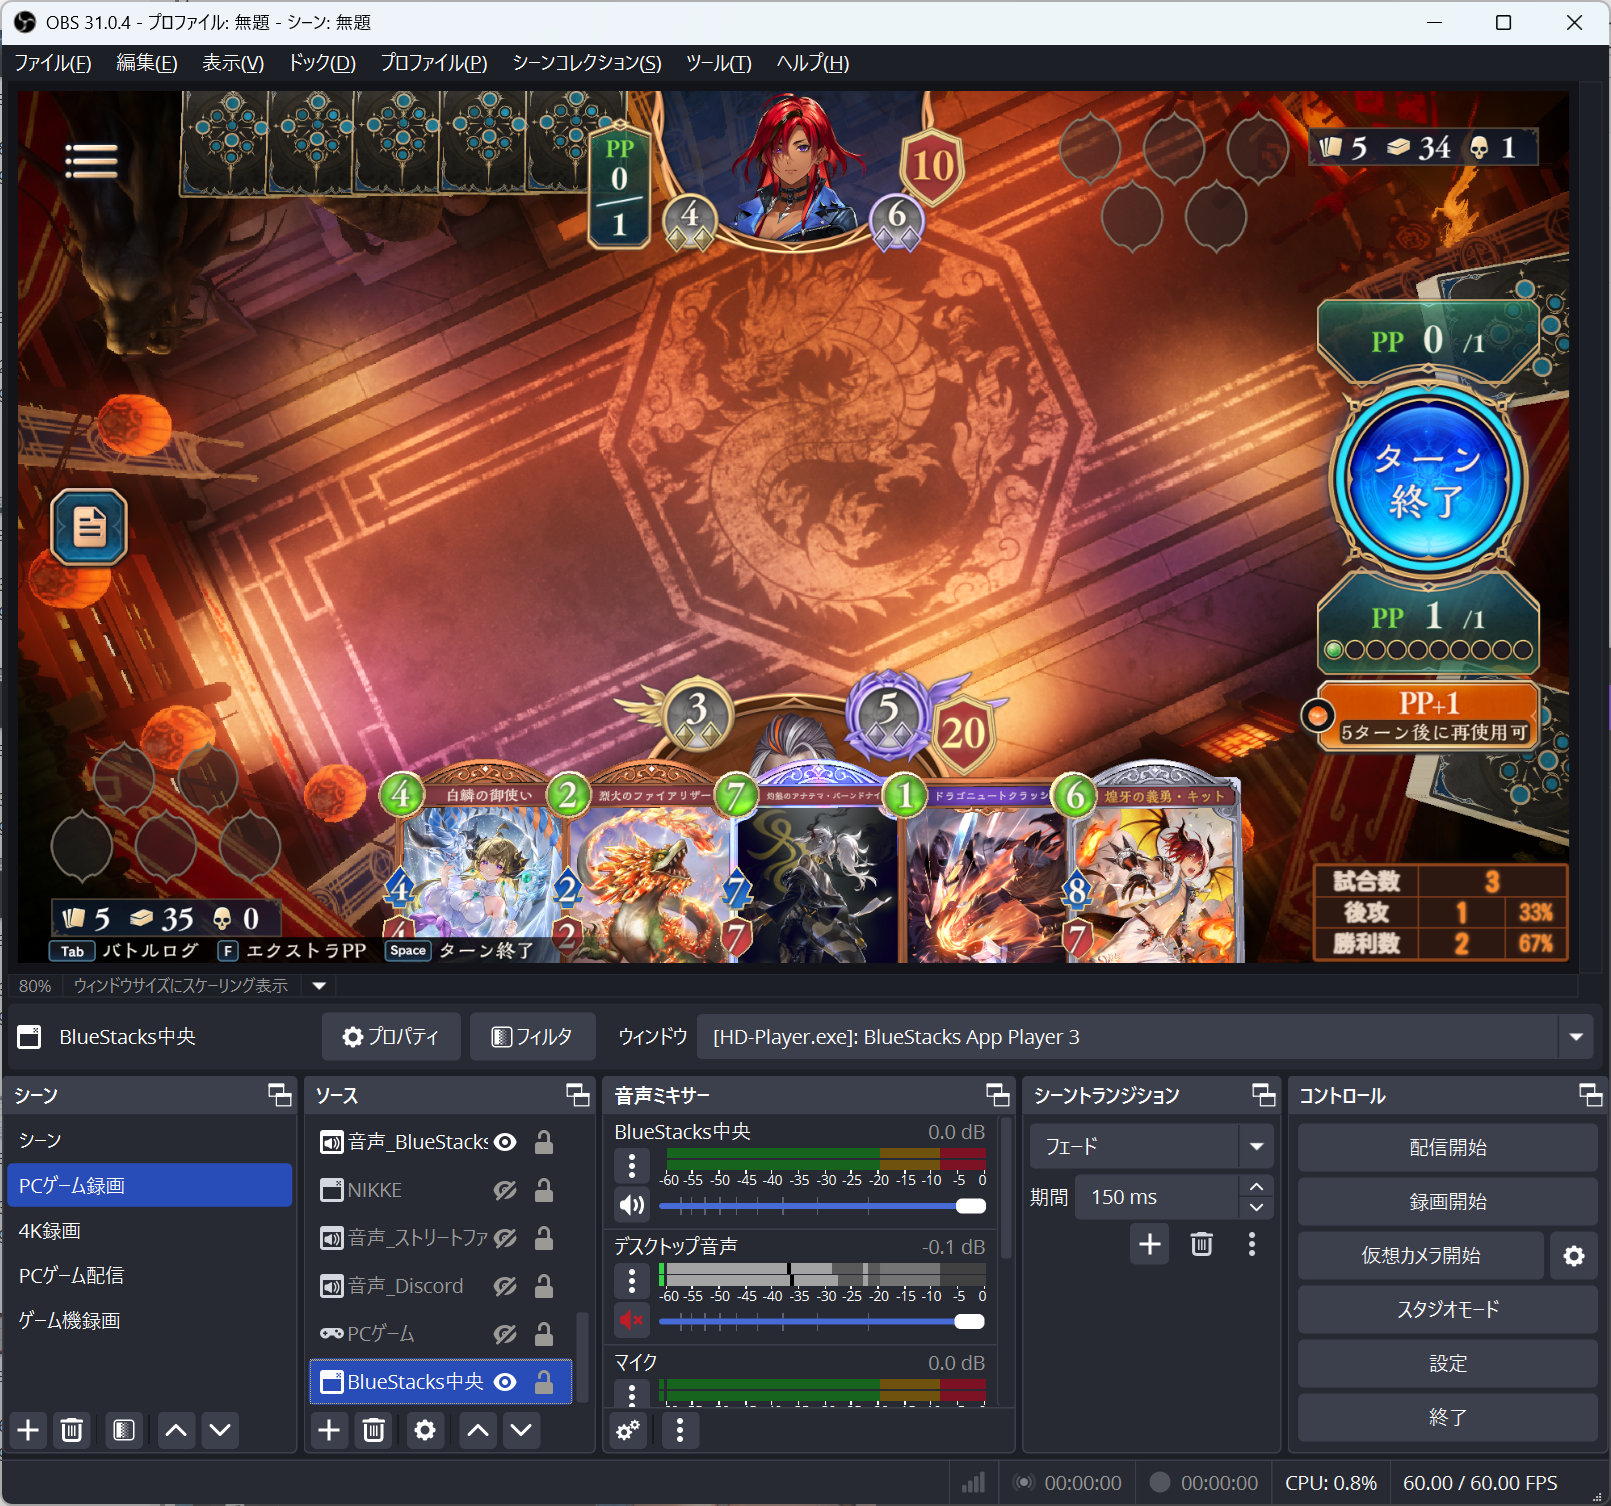 OBS 31.0.4 - プロファイル: 無題 - シーン: 無題
ファイル(F) 編集(E) 表示(V) ドック(D) プロファイル(P) シーンコレクション(S) ツール(T) ヘルプ(H)
PP
0
1
4
6
10
5 34 1
PP 0 /1
ターン
終了
PP 1 /1
PP+1
5ターン後に再使用可
3
5
20
4 白鱗の御使い
2 烈火のファイアリザー
7 灼熱のアナテマ・バーンドナイ
1 ドラゴニュートクラッシ
6 煌牙の義勇・キット
4
2
7
8
4
2
7
7
5 35 0
Tab バトルログ F エクストラPP Space ターン終了
試合数 3
後攻 1 33%
勝利数 2 67%
80% ウィンドウサイズにスケーリング表示
BlueStacks中央 プロパティ フィルタ ウィンドウ [HD-Player.exe]: BlueStacks App Player 3
シーン
シーン
PCゲーム録画
4K録画
PCゲーム配信
ゲーム機録画
ソース
音声_BlueStacks
NIKKE
音声_ストリートファ
音声_Discord
PCゲーム
BlueStacks中央
音声ミキサー
BlueStacks中央 0.0 dB
-60 -55 -50 -45 -40 -35 -30 -25 -20 -15 -10 -5 0
デスクトップ音声 -0.1 dB
-60 -55 -50 -45 -40 -35 -30 -25 -20 -15 -10 -5 0
マイク 0.0 dB
シーントランジション
フェード
期間 150 ms
コントロール
配信開始
録画開始
仮想カメラ開始
スタジオモード
設定
終了
00:00:00 00:00:00 CPU: 0.8% 60.00 / 60.00 FPS